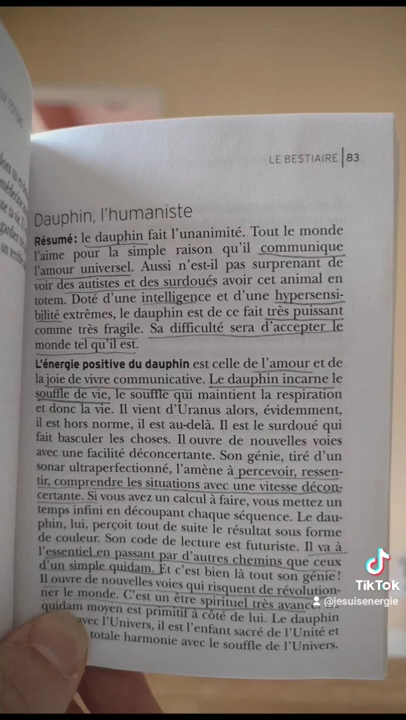 LE BESTIAIRE | 83
Dauphin, l'humaniste
Résumé : le dauphin fait l'unanimité. Tout le monde
l'aime pour la simple raison qu'il communique
l'amour universel. Aussi n'est-il pas surprenant de
voir des autistes et des surdoués avoir cet animal en
totem. Doté d'une intelligence et d'une hypersensi-
bilité extrêmes, le dauphin est de ce fait très puissant
comme très fragile. Sa difficulté sera d'accepter le
monde tel qu'il est.
L'énergie positive du dauphin est celle de l'amour et de
la joie de vivre communicative. Le dauphin incarne le
souffle de vie, le souffle qui maintient la respiration
et donc la vie. Il vient d'Uranus alors, évidemment,
il est hors norme, il est au-delà. Il est le surdoué qui
fait basculer les choses. Il ouvre de nouvelles voies
avec une facilité déconcertante. Son génie, tiré d'un
sonar ultraperfectionné, l'amène à percevoir, ressen-
tir, comprendre les situations avec une vitesse décon-
certante. Si vous avez un calcul à faire, vous mettez un
temps infini en découpant chaque séquence. Le dau-
phin, lui, perçoit tout de suite le résultat sous forme
de couleur. Son code de lecture est futuriste. Il va à
l'essentiel en passant par d'autres chemins que ceux
d'un simple quidam. Et c'est bien là tout son génie !
Il ouvre de nouvelles voies qui risquent de révolution-
ner le monde. C'est un être spirituel très avancé
quidam moyen est primitif à côté de lui. Le dauphin
avec l'Univers, il est l'enfant sacré de l'Unité et
totale harmonie avec le souffle de l'Univers.
TikTok
@jesuisenergie